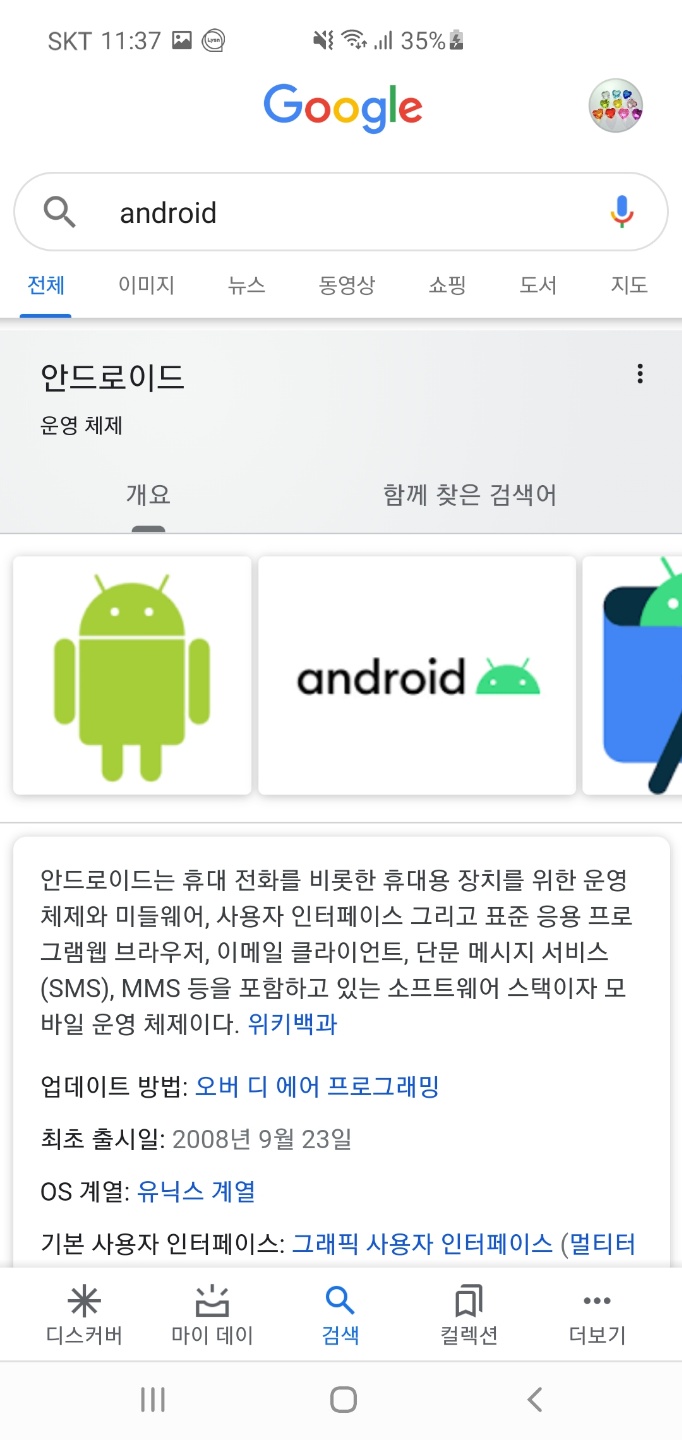 SKT 11:37 35%
Google
android
전체 이미지 뉴스 동영상 쇼핑 도서 지도
안드로이드
운영 체제
개요 함께 찾은 검색어
android
안드로이드는 휴대 전화를 비롯한 휴대용 장치를 위한 운영
체제와 미들웨어, 사용자 인터페이스 그리고 표준 응용 프로
그램웹 브라우저, 이메일 클라이언트, 단문 메시지 서비스
(SMS), MMS 등을 포함하고 있는 소프트웨어 스택이자 모
바일 운영 체제이다. 위키백과
업데이트 방법: 오버 디 에어 프로그래밍
최초 출시일: 2008년 9월 23일
OS 계열: 유닉스 계열
기본 사용자 인터페이스: 그래픽 사용자 인터페이스 (멀티터
디스커버 마이 데이 검색 컬렉션 더보기